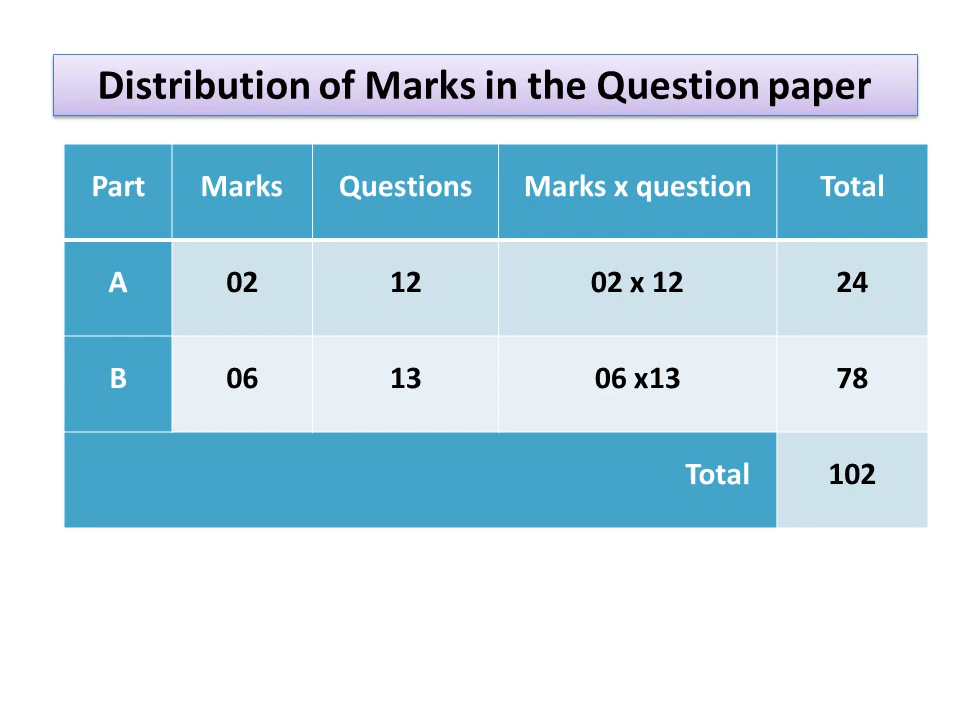 Distribution of Marks in the Question paper
Part Marks Questions Marks x question Total
A 02 12 02 x 12 24
B 06 13 06 x13 78
Total 102